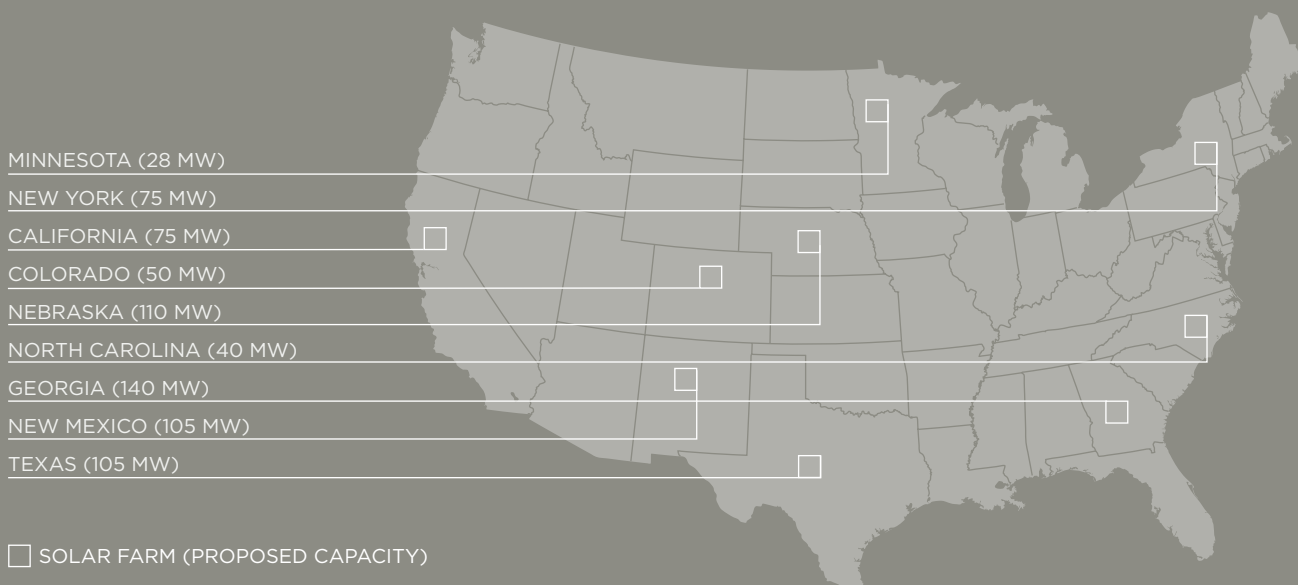 MINNESOTA (28 MW)
NEW YORK (75 MW)
CALIFORNIA (75 MW)
COLORADO (50 MW)
NEBRASKA (110 MW)
NORTH CAROLINA (40 MW)
GEORGIA (140 MW)
NEW MEXICO (105 MW)
TEXAS (105 MW)
SOLAR FARM (PROPOSED CAPACITY)